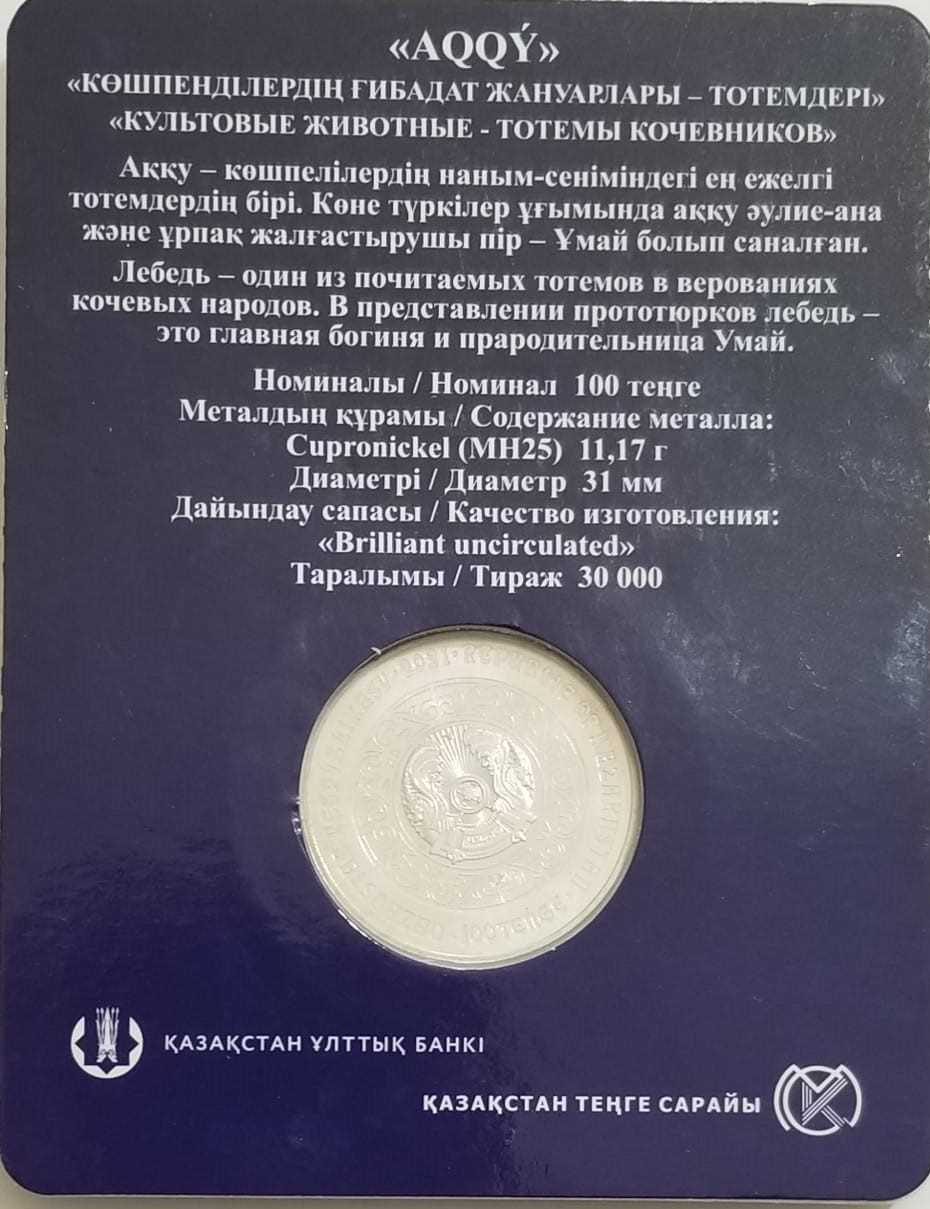 «AQQÝ»
«КӨШПЕНДІЛЕРДІҢ ҒИБАДАТ ЖАНУАРЛАРЫ – ТОТЕМДЕРІ»
«КУЛЬТОВЫЕ ЖИВОТНЫЕ - ТОТЕМЫ КОЧЕВНИКОВ»
Аққу – көшпелілердің наным-сеніміндегі ең ежелгі
тотемдердің бірі. Көне түркілер ұғымында аққу әулие-ана
және ұрпақ жалғастырушы пір – Ұмай болып саналған.
Лебедь – один из почитаемых тотемов в верованиях
кочевых народов. В представлении прототюрков лебедь –
это главная богиня и прародительница Умай.
Номиналы / Номинал 100 теңге
Металдың құрамы / Содержание металла:
Cupronickel (МН25) 11,17 г
Диаметрі / Диаметр 31 мм
Дайындау сапасы / Качество изготовления:
«Brilliant uncirculated»
Таралымы / Тираж 30 000
ҚАЗАҚСТАН ҰЛТТЫҚ БАНКІ
ҚАЗАҚСТАН ТЕҢГЕ САРАЙЫ